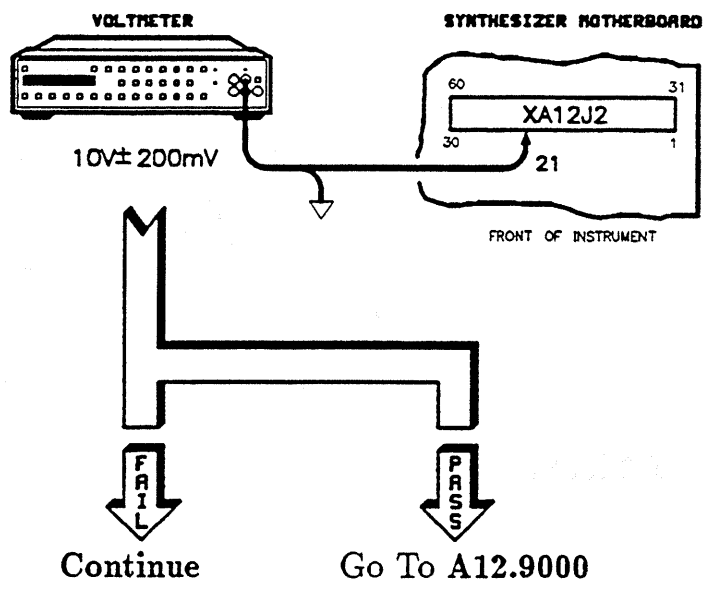 VOLTMETER
SYNTHESIZER MOTHERBOARD
60 31
XA12J2
30 1
10V± 200mV
21
FRONT OF INSTRUMENT
FAIL
PASS
Continue
Go To A12.9000